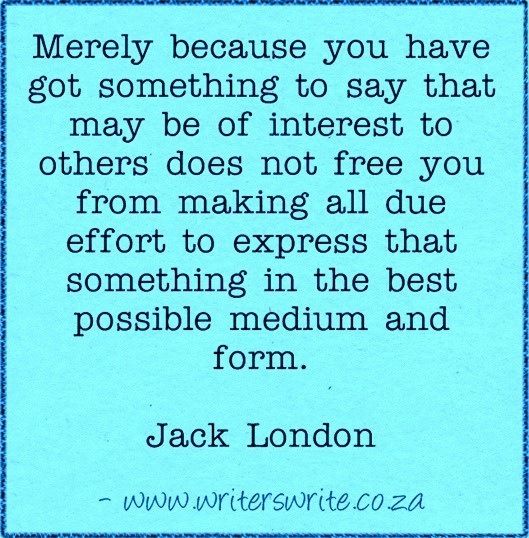 Merely because you have
got something to say that
may be of interest to
others does not free you
from making all due
effort to express that
something in the best
possible medium and
form.
Jack London
- www.writerswrite.co.za